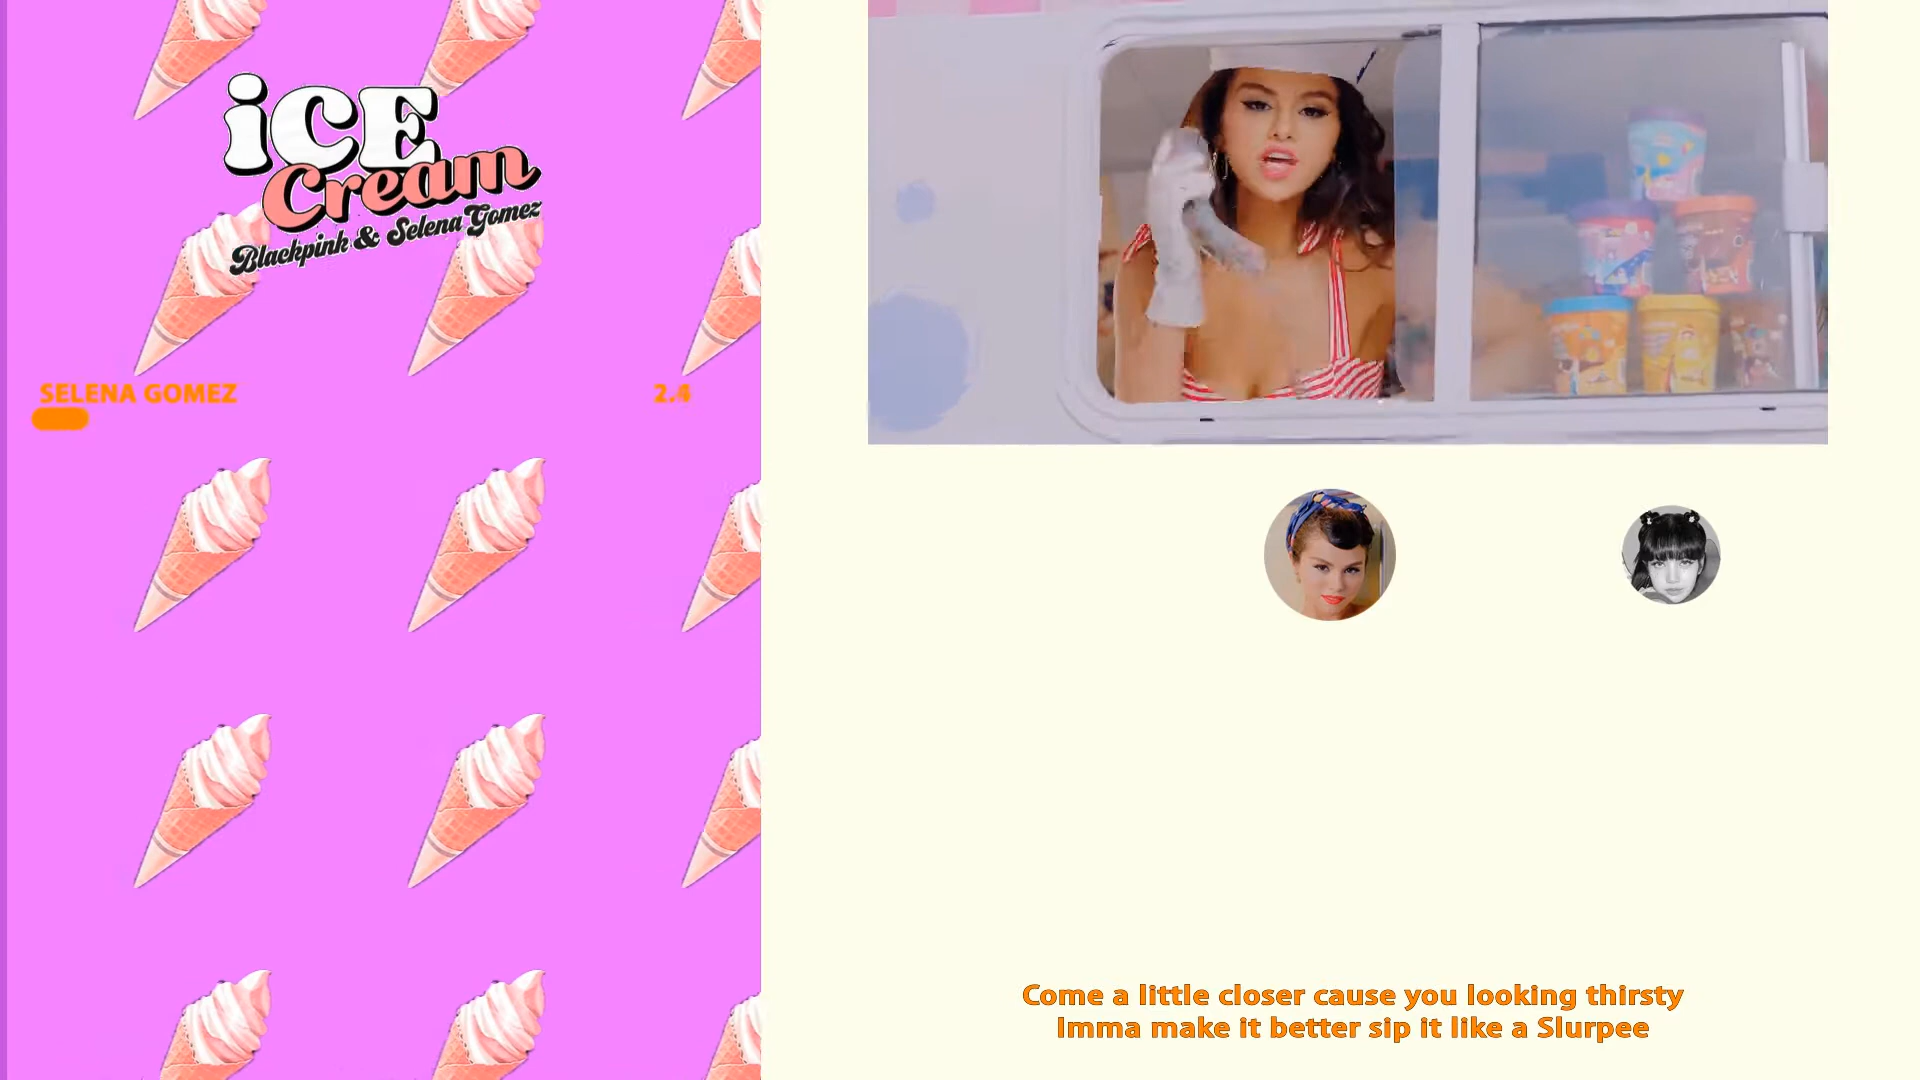 iCE
Cream
Blackpink & Selena Gomez
SELENA GOMEZ 2.4
Come a little closer cause you looking thirsty
Imma make it better sip it like a Slurpee